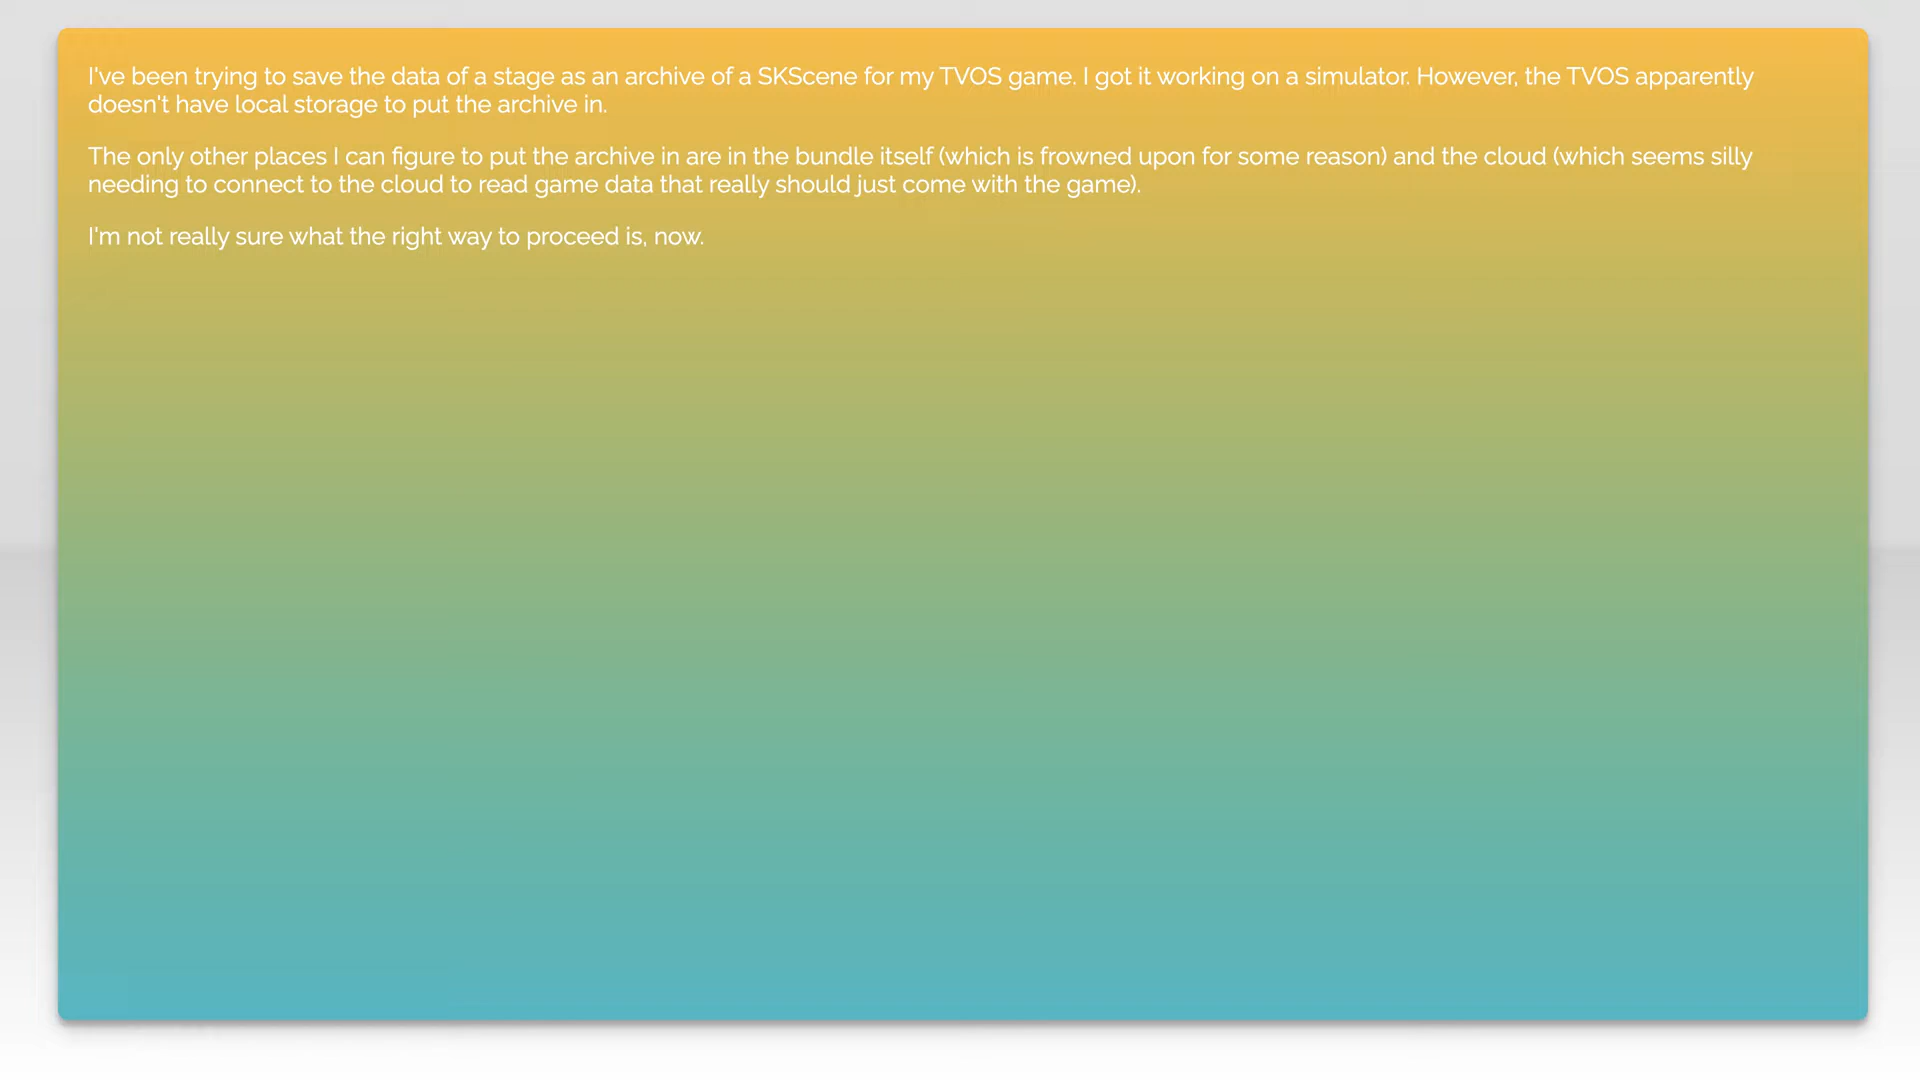 I've been trying to save the data of a stage as an archive of a SKScene for my TVOS game. I got it working on a simulator. However, the TVOS apparently
doesn't have local storage to put the archive in.
The only other places I can figure to put the archive in are in the bundle itself (which is frowned upon for some reason) and the cloud (which seems silly
needing to connect to the cloud to read game data that really should just come with the game).
I'm not really sure what the right way to proceed is, now.